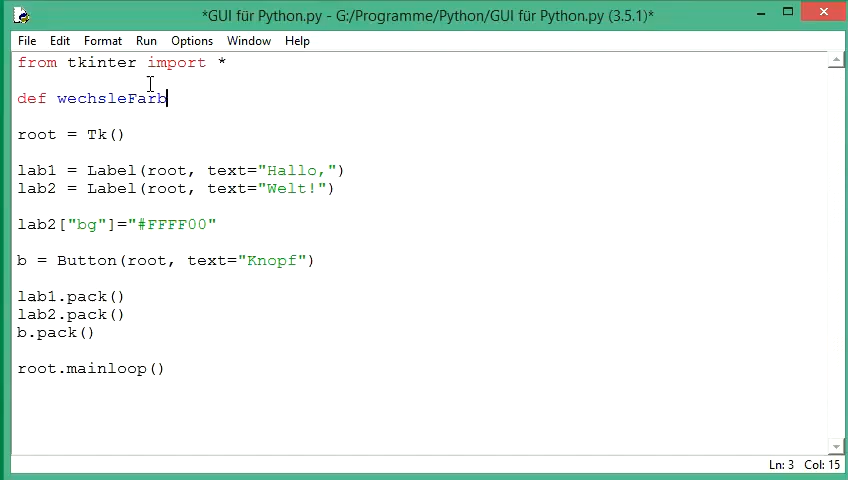 *GUI für Python.py - G:/Programme/Python/GUI für Python.py (3.5.1)*
File Edit Format Run Options Window Help
from tkinter import *
def wechsleFarb
root = Tk()
lab1 = Label(root, text="Hallo,")
lab2 = Label(root, text="Welt!")
lab2["bg"]="#FFFF00"
b = Button(root, text="Knopf")
lab1.pack()
lab2.pack()
b.pack()
root.mainloop()
Ln: 3 Col: 15